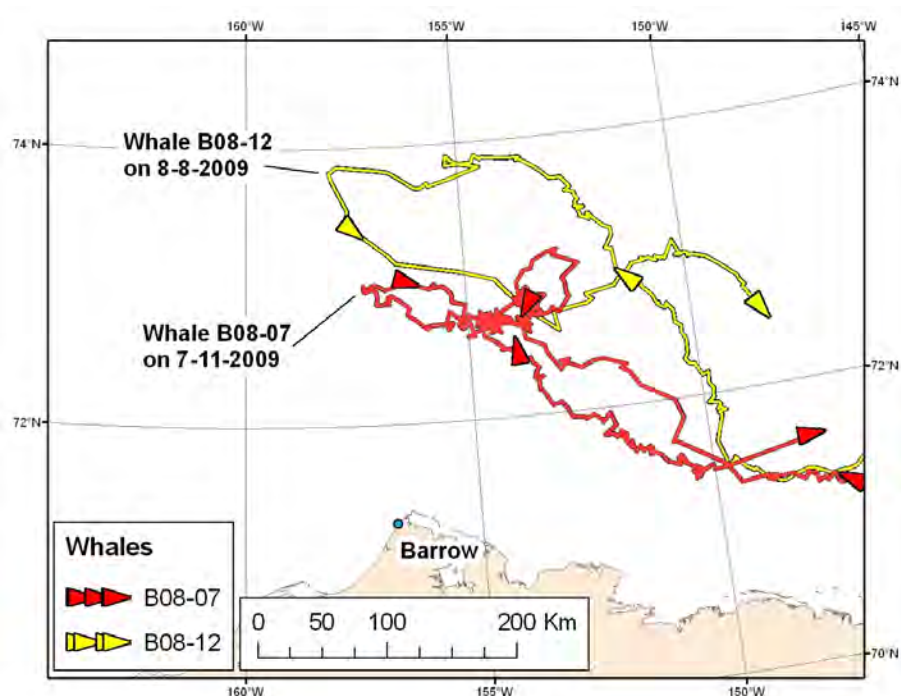 160°W 155°W 150°W 145°W
74°N
74°N
Whale B08-12
on 8-8-2009
Whale B08-07
on 7-11-2009
72°N
72°N
Barrow
Whales
B08-07
B08-12
0 50 100 200 Km
70°N
160°W 155°W 150°W